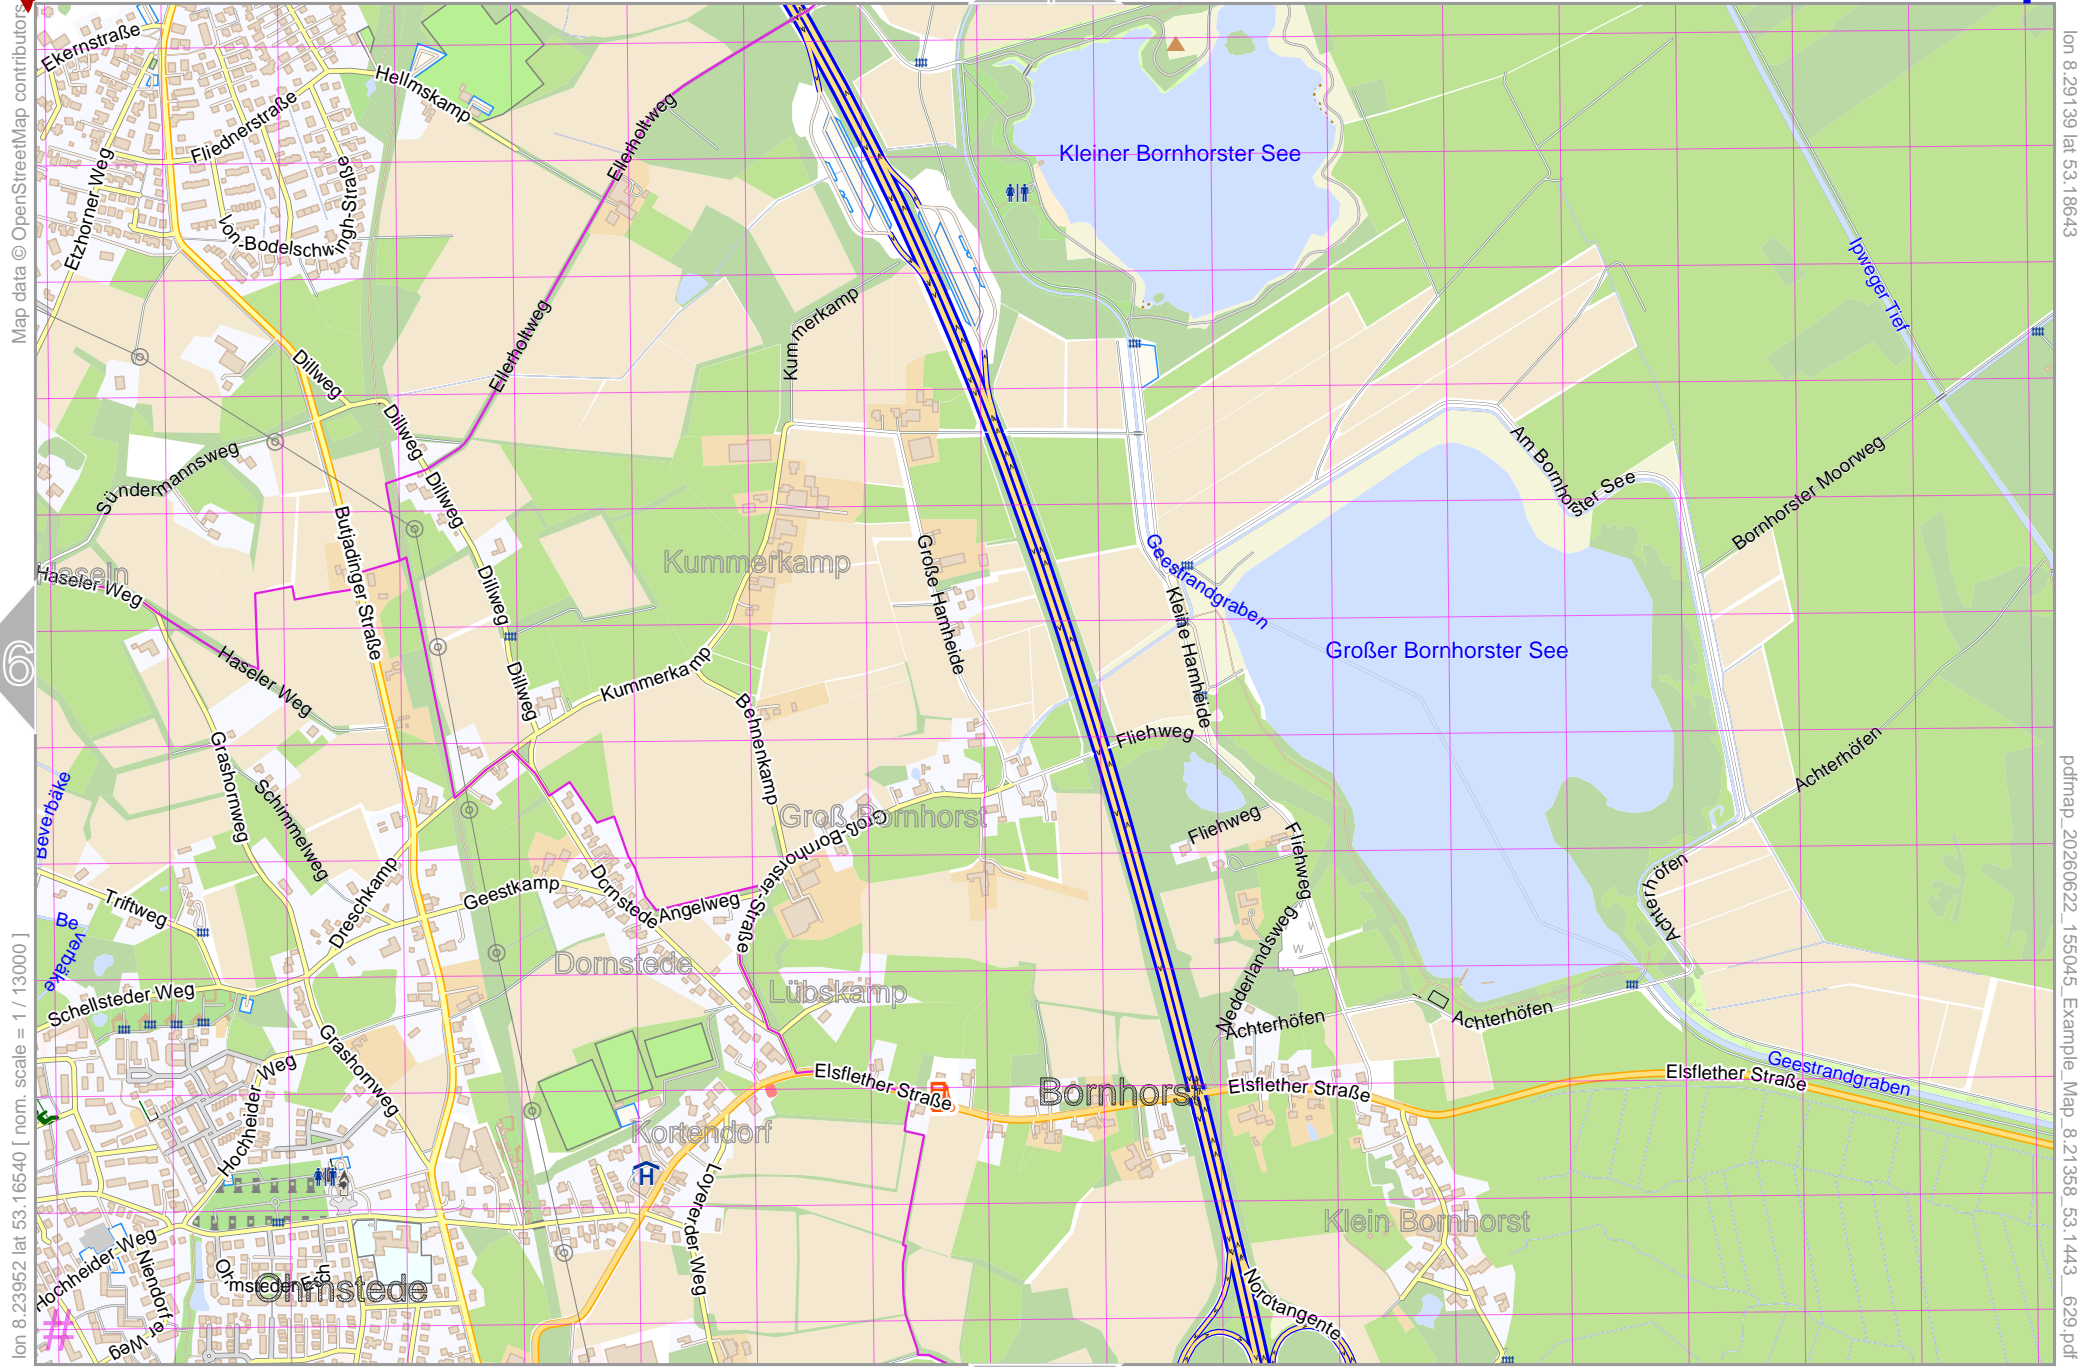 Map data © OpenStreetMap contributors
lon 8.29139 lat 53.18643
lon 8.23952 lat 53.16540 [ nom. scale = 1 / 13000 ]
pdfmap_20260622_155045_Example_Map_8.21358_53.1443__629.pdf
6
#
Ekernstraße
Hellmskamp
Fliednerstraße
Etzhorner Weg
Von-Bodelschwingh-Straße
Ellerholtweg
Ellerholtweg
Kleiner Bornhorster See
Ipweger Tief
Kummerkamp
Dillweg
Dillweg
Dillweg
Dillweg
Dillweg
Sündermannsweg
Butjadinger Straße
Am Bornhorster See
Bornhorster Moorweg
Kummerkamp
Große Hamheide
Geestrandgraben
Kleine Hamheide
Großer Bornhorster See
Haseln
Haseler Weg
Haseler Weg
Kummerkamp
Behnenkamp
Fliehweg
Grashornweg
Schimmelweg
Beverbäke
Groß Bornhorst
Groß-Bornhorster-Straße
Fliehweg
Fliehweg
Achterhöfen
Achterhöfen
Triftweg
Dreschkamp
Geestkamp
Dornstede
Angelweg
Beverbäke
Dornstede
Lübskamp
Nedderlandsweg
Schellsteder Weg
Achterhöfen
Achterhöfen
Grashornweg
Hochheider Weg
Elsflether Straße
Bornhorst
Elsflether Straße
Elsflether Straße
Geestrandgraben
Kortendorf
H
Loyerender Weg
Klein Bornhorst
Hochheider Weg
Niendorfer Weg
Ohmsteder Esch
Ohmstede
Nordtangente